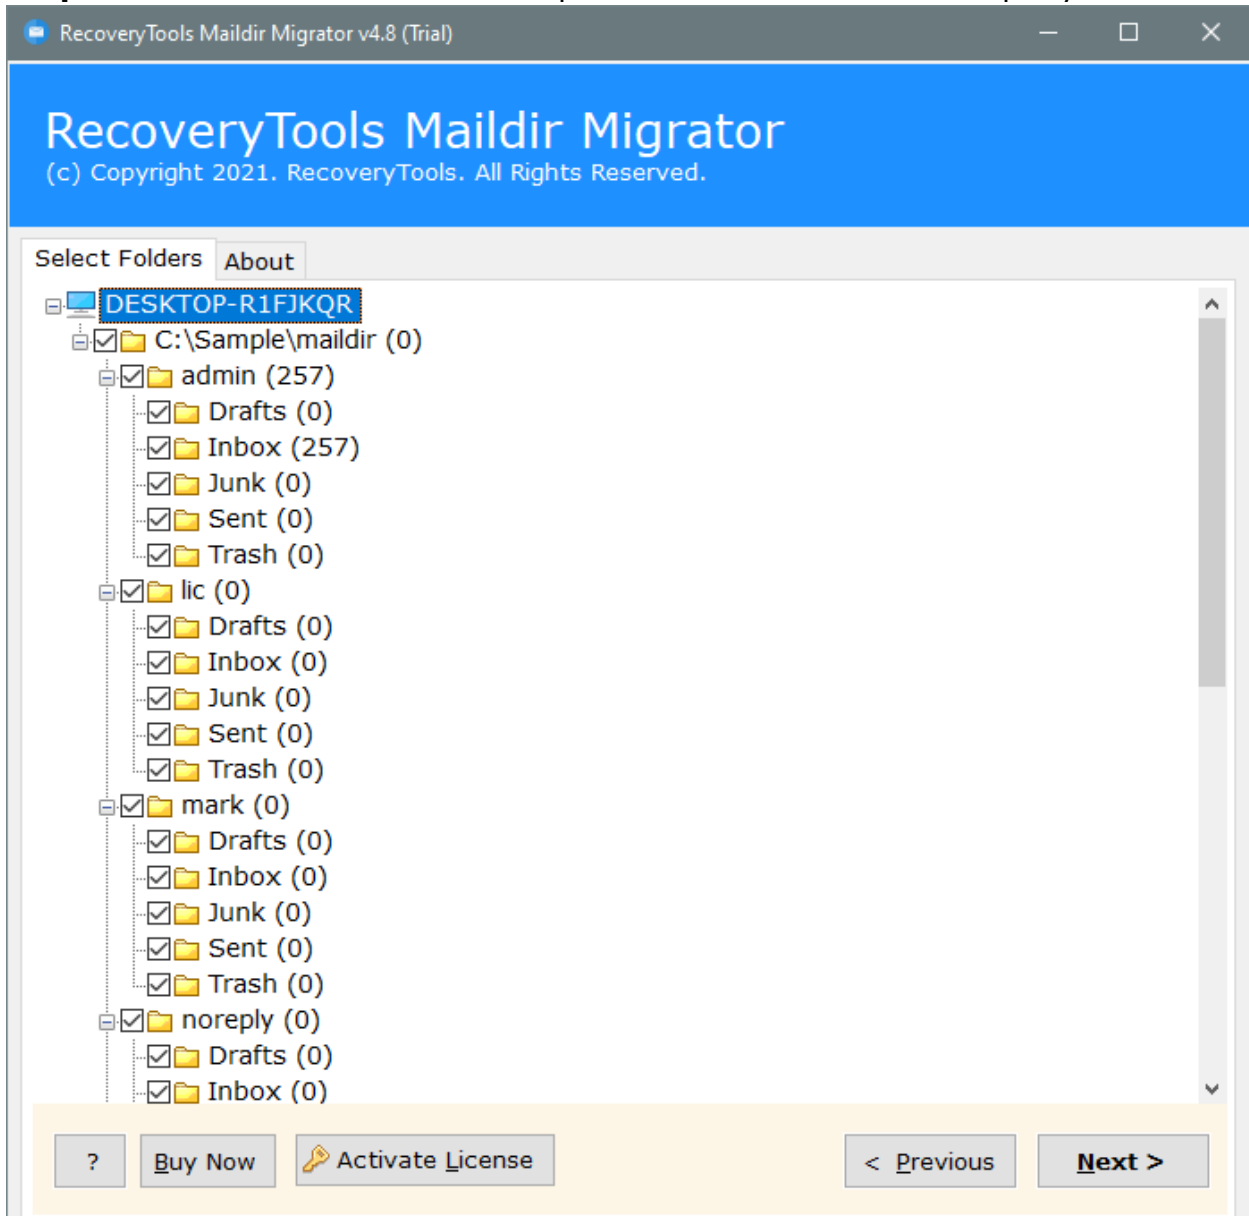 RecoveryTools Maildir Migrator v4.8 (Trial)
RecoveryTools Maildir Migrator
(c) Copyright 2021. RecoveryTools. All Rights Reserved.
Select Folders About
DESKTOP-R1FJKQR
C:\Sample\maildir (0)
admin (257)
Drafts (0)
Inbox (257)
Junk (0)
Sent (0)
Trash (0)
lic (0)
Drafts (0)
Inbox (0)
Junk (0)
Sent (0)
Trash (0)
mark (0)
Drafts (0)
Inbox (0)
Junk (0)
Sent (0)
Trash (0)
noreply (0)
Drafts (0)
Inbox (0)
? Buy Now Activate License < Previous Next >